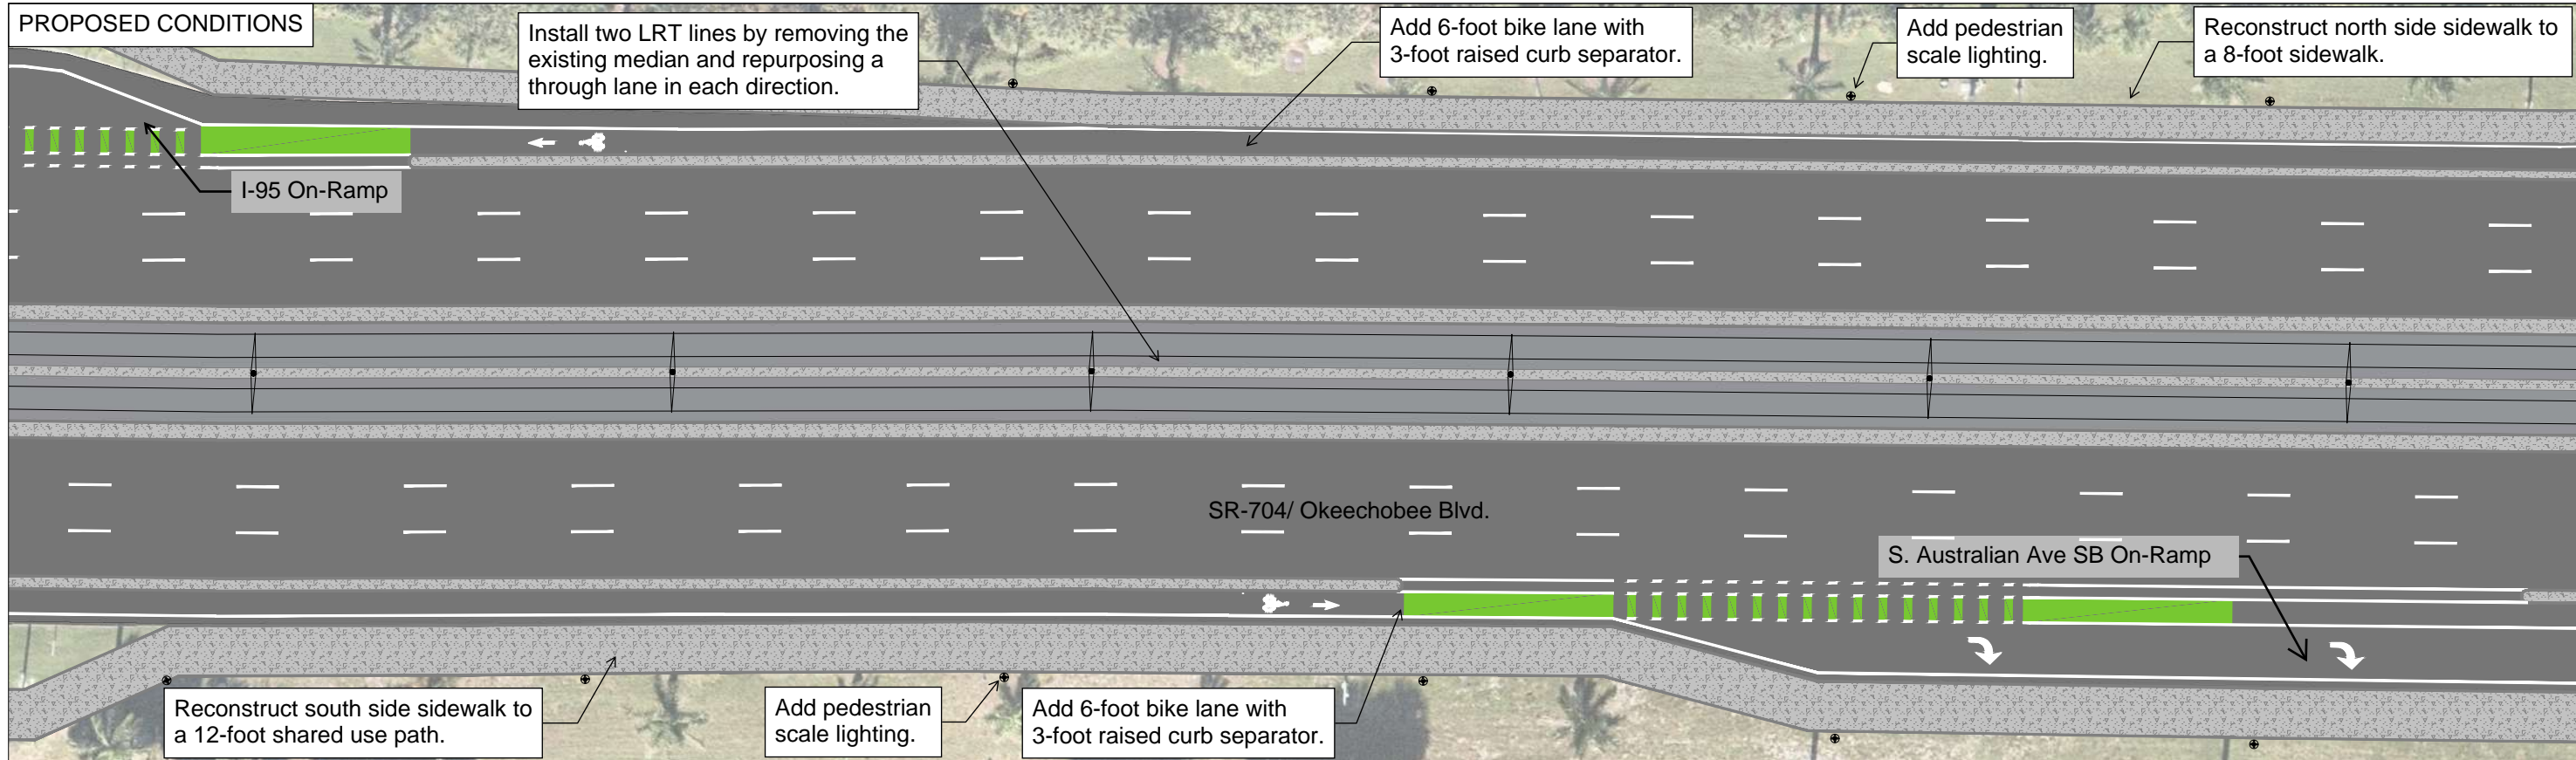 PROPOSED CONDITIONS
Install two LRT lines by removing the
existing median and repurposing a
through lane in each direction.
Add 6-foot bike lane with
3-foot raised curb separator.
Add pedestrian
scale lighting.
Reconstruct north side sidewalk to
a 8-foot sidewalk.
I-95 On-Ramp
SR-704/ Okeechobee Blvd.
S. Australian Ave SB On-Ramp
Reconstruct south side sidewalk to
a 12-foot shared use path.
Add pedestrian
scale lighting.
Add 6-foot bike lane with
3-foot raised curb separator.